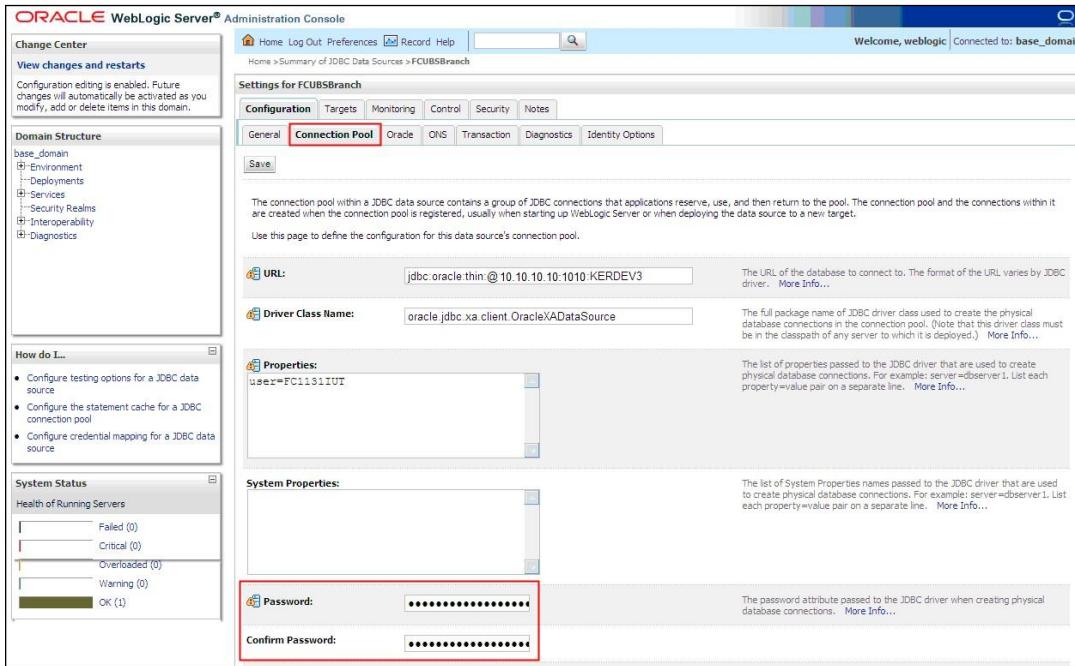 ORACLE WebLogic Server® Administration Console
Change Center
View changes and restarts
Configuration editing is enabled. Future
changes will automatically be activated as you
modify, add or delete items in this domain.
Domain Structure
base_domain
Environment
Deployments
Services
Security Realms
Interoperability
Diagnostics
How do I...
Configure testing options for a JDBC data
source
Configure the statement cache for a JDBC
connection pool
Configure credential mapping for a JDBC data
source
System Status
Health of Running Servers
Failed (0)
Critical (0)
Overloaded (0)
Warning (0)
OK (1)
Home Log Out Preferences Record Help
Welcome, weblogic Connected to: base_domai
Home >Summary of JDBC Data Sources >FCUBSBranch
Settings for FCUBSBranch
Configuration Targets Monitoring Control Security Notes
General Connection Pool Oracle ONS Transaction Diagnostics Identity Options
Save
The connection pool within a JDBC data source contains a group of JDBC connections that applications reserve, use, and then return to the pool. The connection pool and the connections within it
are created when the connection pool is registered, usually when starting up WebLogic Server or when deploying the data source to a new target.
Use this page to define the configuration for this data source's connection pool.
URL:
jdbc:oracle:thin:@10.10.10.10:1010:KERDEV3
The URL of the database to connect to. The format of the URL varies by JDBC
driver. More Info...
Driver Class Name:
oracle.jdbc.xa.client.OracleXADataSource
The full package name of JDBC driver class used to create the physical
database connections in the connection pool. (Note that this driver class must
be in the classpath of any server to which it is deployed.) More Info...
Properties:
user=FC1131IUT
The list of properties passed to the JDBC driver that are used to create
physical database connections. For example: server=dbserver1. List each
property=value pair on a separate line. More Info...
System Properties:
The list of System Properties names passed to the JDBC driver that are used
to create physical database connections. For example: server=dbserver1. List
each property=value pair on a separate line. More Info...
Password:
••••••••••••••••••
The password attribute passed to the JDBC driver when creating physical
database connections. More Info...
Confirm Password:
••••••••••••••••••